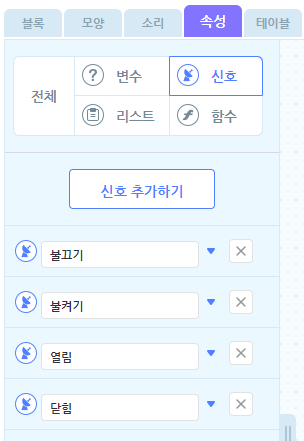 블록 모양 소리 속성 테이블
전체
? 변수
신호
리스트
함수
신호 추가하기
불끄기
불켜기
열림
닫힘